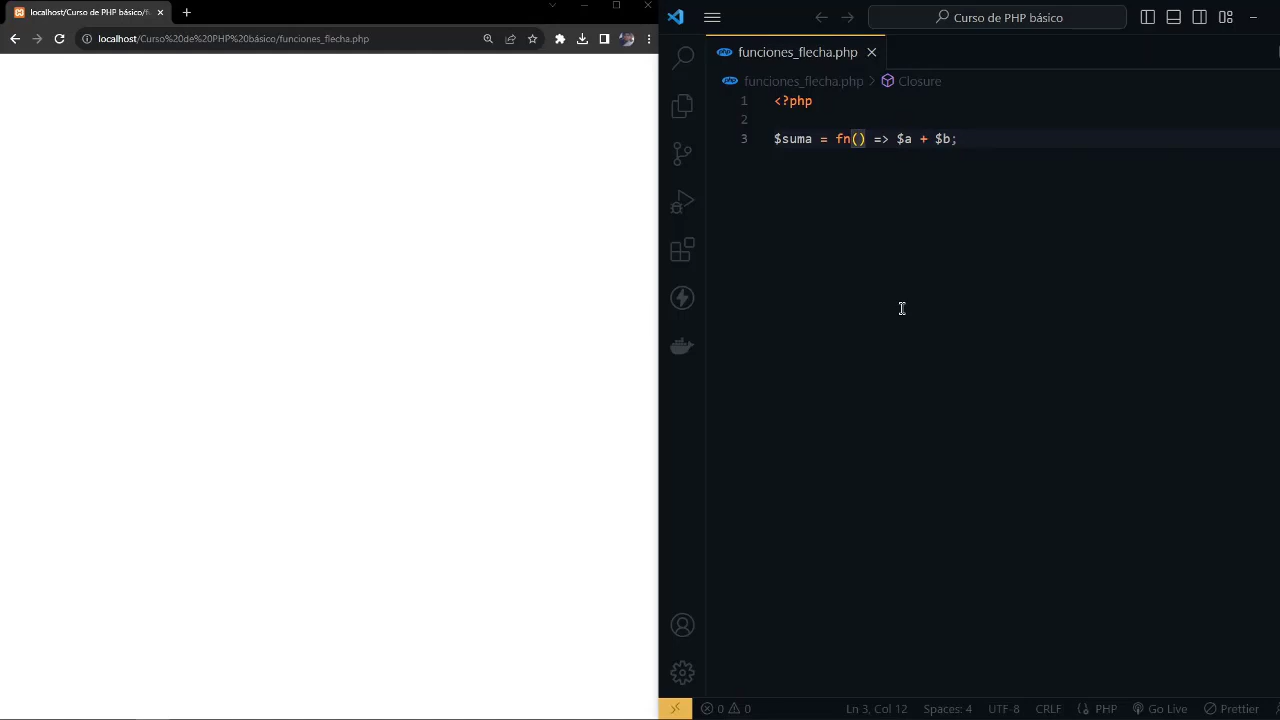 localhost/Curso de PHP básico/f
localhost/Curso%20de%20PHP%20básico/funciones_flecha.php
Curso de PHP básico
php funciones_flecha.php
php funciones_flecha.php > Closure
1 <?php
2
3 $suma = fn() => $a + $b;
0 0 Ln 3, Col 12 Spaces: 4 UTF-8 CRLF PHP Go Live Prettier